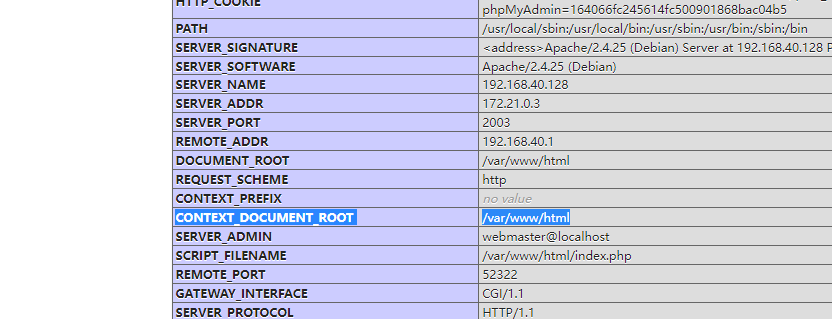 HTTP_COOKIE
phpMyAdmin=164066fc245614fc500901868bac04b5
PATH /usr/local/sbin:/usr/local/bin:/usr/sbin:/usr/bin:/sbin:/bin
SERVER_SIGNATURE <address>Apache/2.4.25 (Debian) Server at 192.168.40.128 P
SERVER_SOFTWARE Apache/2.4.25 (Debian)
SERVER_NAME 192.168.40.128
SERVER_ADDR 172.21.0.3
SERVER_PORT 2003
REMOTE_ADDR 192.168.40.1
DOCUMENT_ROOT /var/www/html
REQUEST_SCHEME http
CONTEXT_PREFIX no value
CONTEXT_DOCUMENT_ROOT /var/www/html
SERVER_ADMIN webmaster@localhost
SCRIPT_FILENAME /var/www/html/index.php
REMOTE_PORT 52322
GATEWAY_INTERFACE CGI/1.1
SERVER_PROTOCOL HTTP/1.1